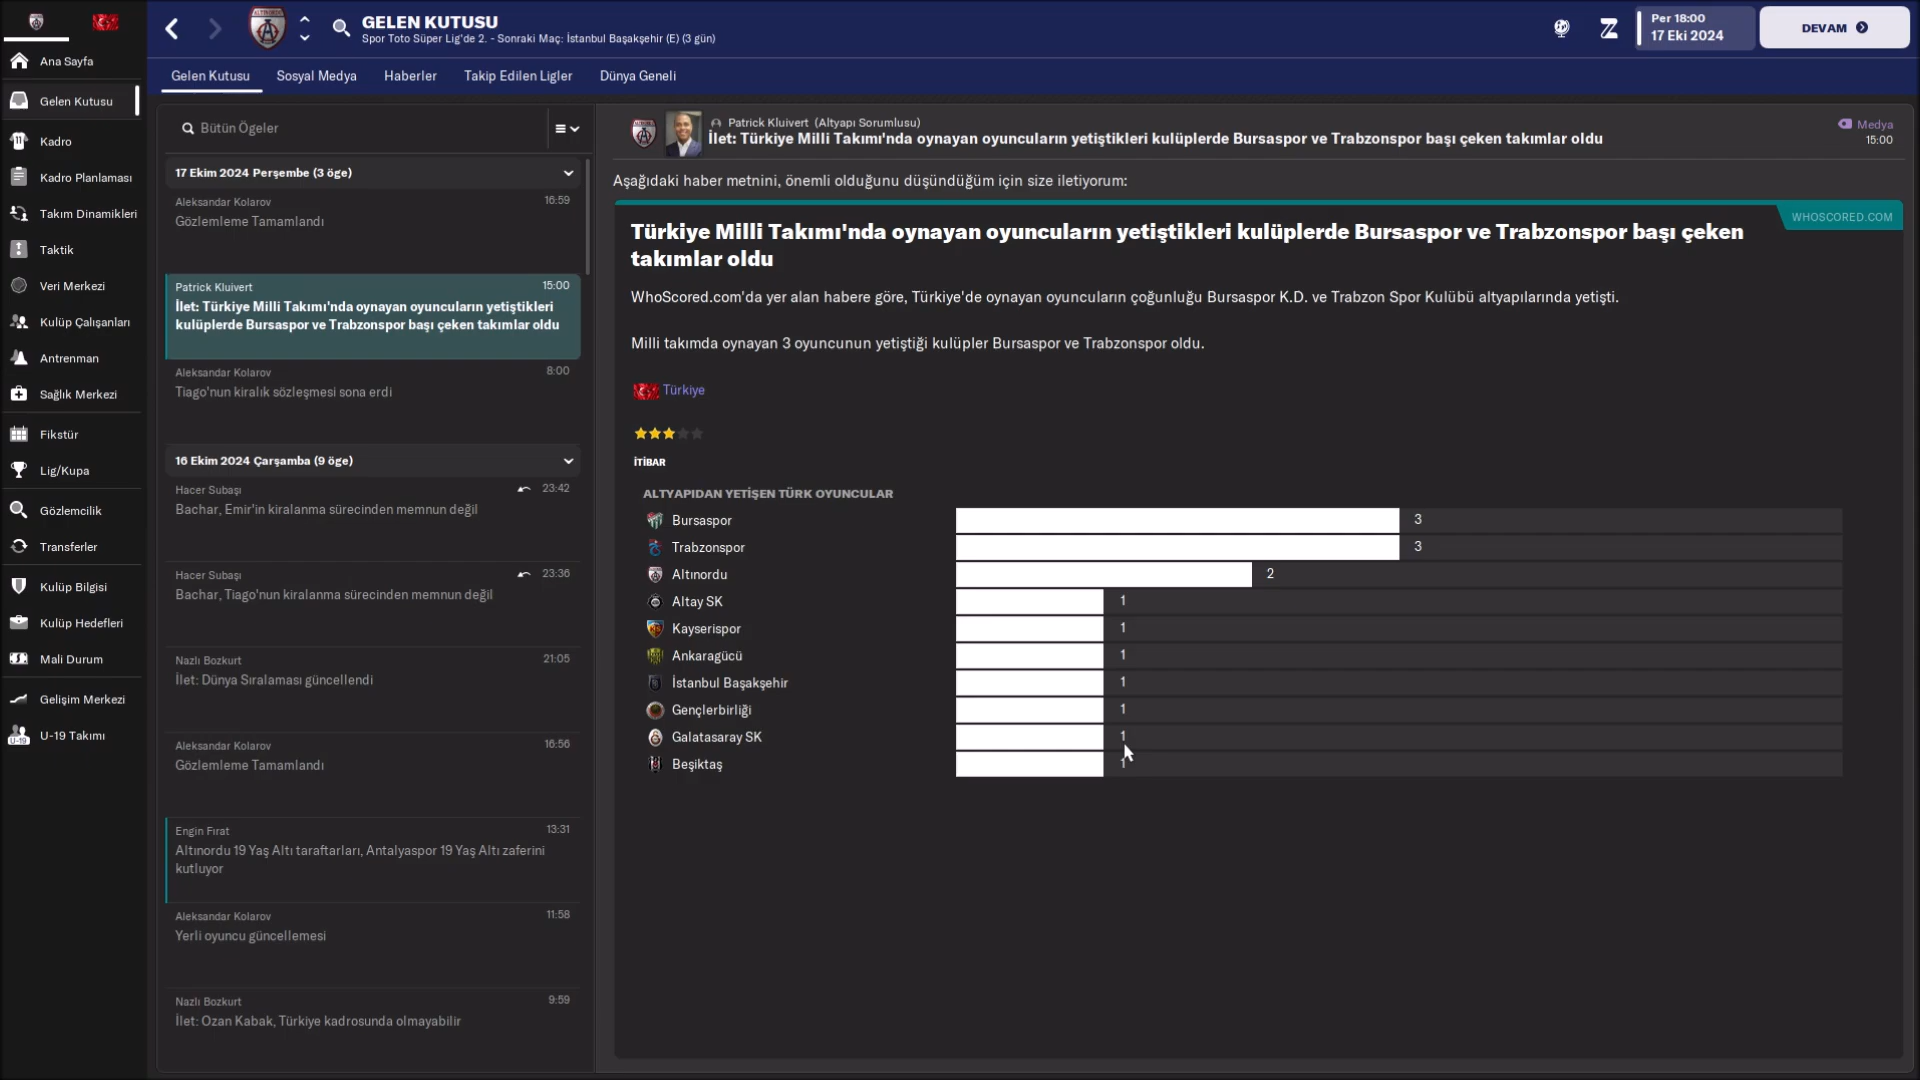 GELEN KUTUSU
Spor Toto Süper Lig'de 2. - Sonraki Maç: İstanbul Başakşehir (E) (3 gün)
Per 18:00
17 Eki 2024
DEVAM
Ana Sayfa
Gelen Kutusu
Kadro
Kadro Planlaması
Takım Dinamikleri
Taktik
Veri Merkezi
Kulüp Çalışanları
Antrenman
Sağlık Merkezi
Fikstür
Lig/Kupa
Gözlemcilik
Transferler
Kulüp Bilgisi
Kulüp Hedefleri
Mali Durum
Gelişim Merkezi
U-19 Takımı
Gelen Kutusu Sosyal Medya Haberler Takip Edilen Ligler Dünya Geneli
Bütün Ögeler
17 Ekim 2024 Perşembe (3 öge)
Aleksandar Kolarov 16:59
Gözlemleme Tamamlandı
Patrick Kluivert 15:00
İlet: Türkiye Milli Takımı'nda oynayan oyuncuların yetiştikleri
kulüplerde Bursaspor ve Trabzonspor başı çeken takımlar oldu
Aleksandar Kolarov 8:00
Tiago'nun kiralık sözleşmesi sona erdi
16 Ekim 2024 Çarşamba (9 öge)
Hacer Subaşı 23:42
Bachar, Emir'in kiralanma sürecinden memnun değil
Hacer Subaşı 23:36
Bachar, Tiago'nun kiralanma sürecinden memnun değil
Nazlı Bozkurt 21:05
İlet: Dünya Sıralaması güncellendi
Aleksandar Kolarov 16:56
Gözlemleme Tamamlandı
Engin Fırat 13:31
Altınordu 19 Yaş Altı taraftarları, Antalyaspor 19 Yaş Altı zaferini
kutluyor
Aleksandar Kolarov 11:58
Yerli oyuncu güncellemesi
Nazlı Bozkurt 9:59
İlet: Ozan Kabak, Türkiye kadrosunda olmayabilir
Patrick Kluivert (Altyapı Sorumlusu)
İlet: Türkiye Milli Takımı'nda oynayan oyuncuların yetiştikleri kulüplerde Bursaspor ve Trabzonspor başı çeken takımlar oldu
Medya
15:00
Aşağıdaki haber metnini, önemli olduğunu düşündüğüm için size iletiyorum:
WHOSCORED.COM
Türkiye Milli Takımı'nda oynayan oyuncuların yetiştikleri kulüplerde Bursaspor ve Trabzonspor başı çeken
takımlar oldu
WhoScored.com'da yer alan habere göre, Türkiye'de oynayan oyuncuların çoğunluğu Bursaspor K.D. ve Trabzon Spor Kulübü altyapılarında yetişti.
Milli takımda oynayan 3 oyuncunun yetiştiği kulüpler Bursaspor ve Trabzonspor oldu.
Türkiye
İTİBAR
ALTYAPIDAN YETİŞEN TÜRK OYUNCULAR
Bursaspor 3
Trabzonspor 3
Altınordu 2
Altay SK 1
Kayserispor 1
Ankaragücü 1
İstanbul Başakşehir 1
Gençlerbirliği 1
Galatasaray SK 1
Beşiktaş 1